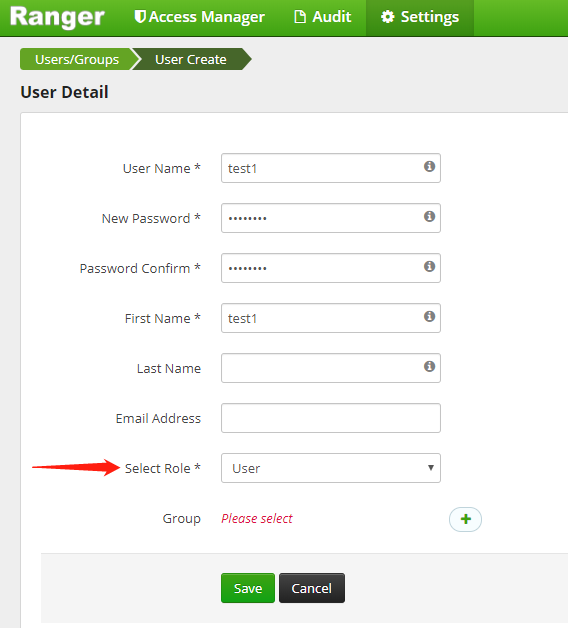 Ranger Access Manager Audit Settings
Users/Groups User Create
User Detail
User Name * test1
New Password * ••••••••
Password Confirm * ••••••••
First Name * test1
Last Name
Email Address
Select Role * User
Group Please select
Save Cancel